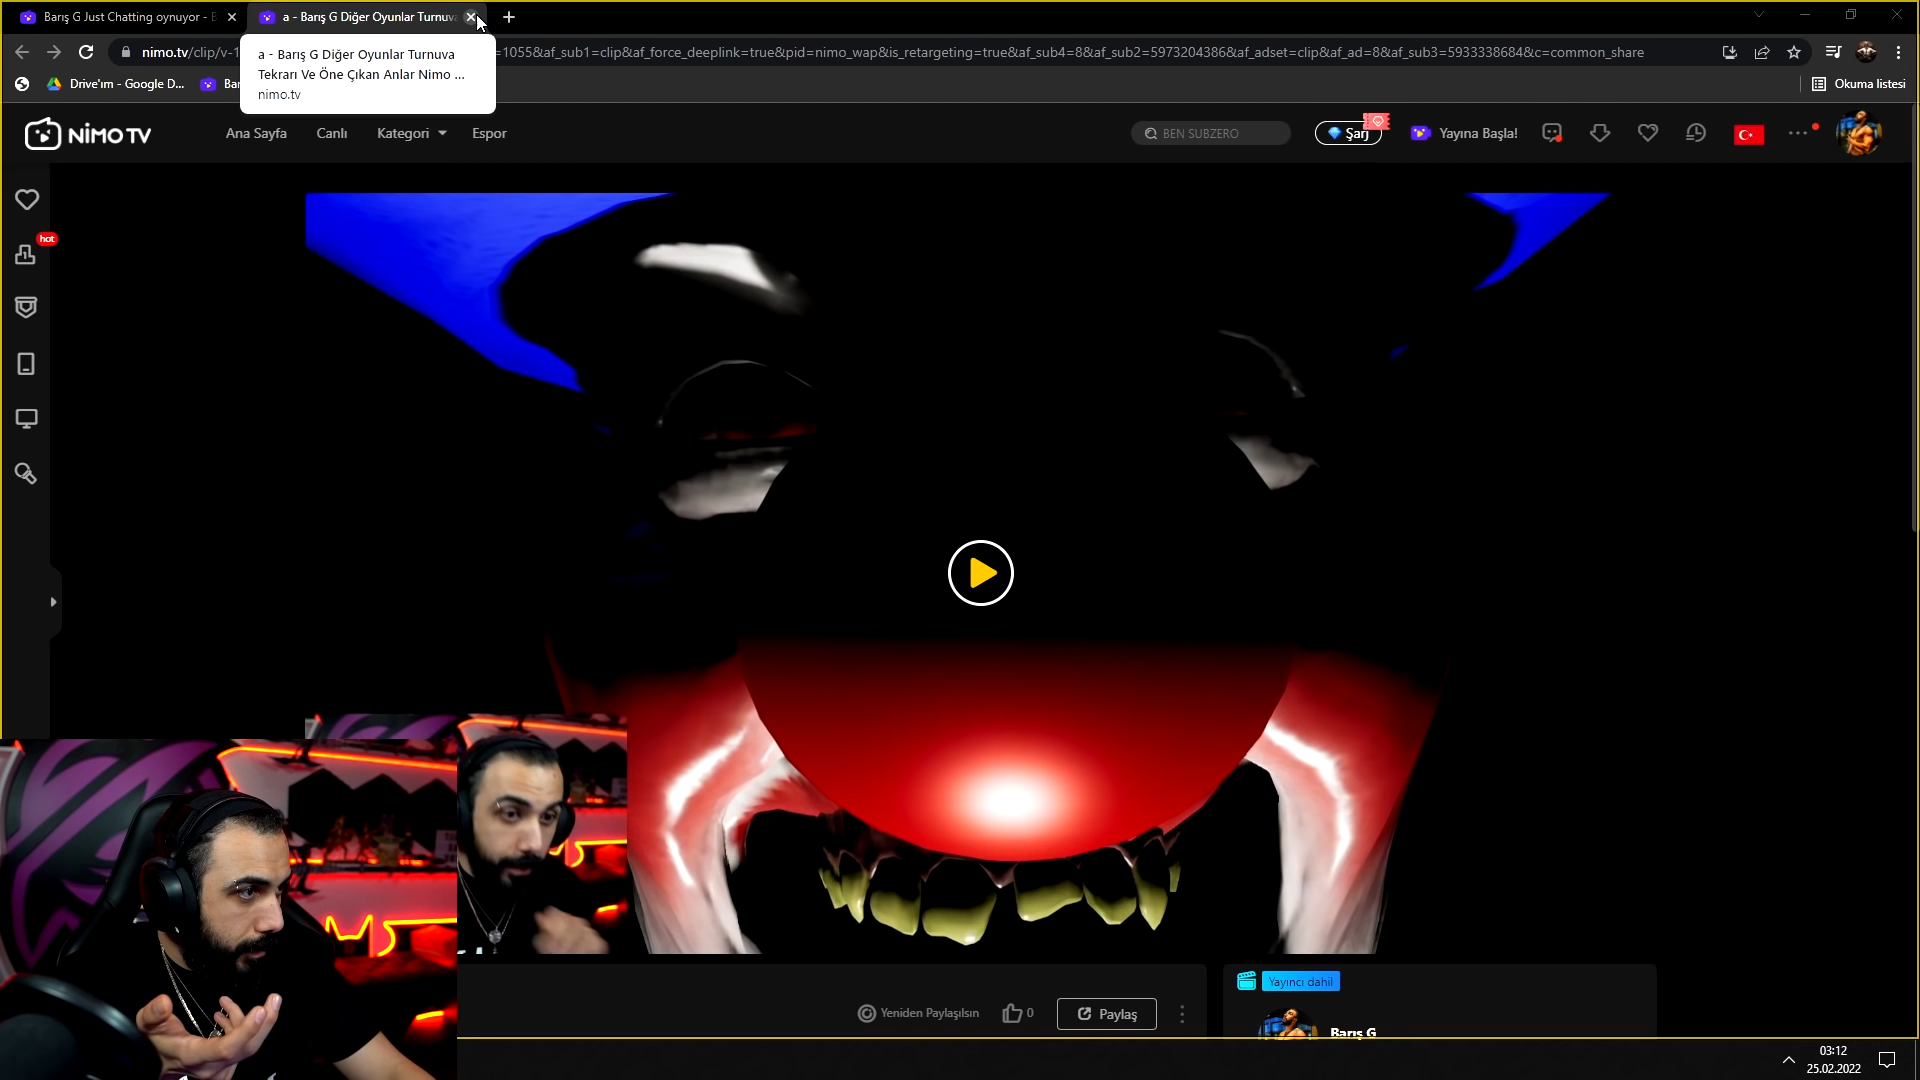 Barış G Just Chatting oynuyor -
a - Barış G Diğer Oyunlar Turnuva
nimo.tv/clip/v-1
=1055&af_sub1=clip&af_force_deeplink=true&pid=nimo_wap&is_retargeting=true&af_sub4=8&af_sub2=5973204386&af_adset=clip&af_ad=8&af_sub3=5933338684&c=common_share
a - Barış G Diğer Oyunlar Turnuva
Tekrarı Ve Öne Çıkan Anlar Nimo ...
nimo.tv
Drive'ım - Google D...
Bar
Okuma listesi
NiMO TV
Ana Sayfa
Canlı
Kategori
Espor
BEN SUBZERO
Şarj
Yayına Başla!
hot
Yeniden Paylaşılsın
0
Paylaş
Yayıncı dahil
Barış G
03:12
25.02.2022